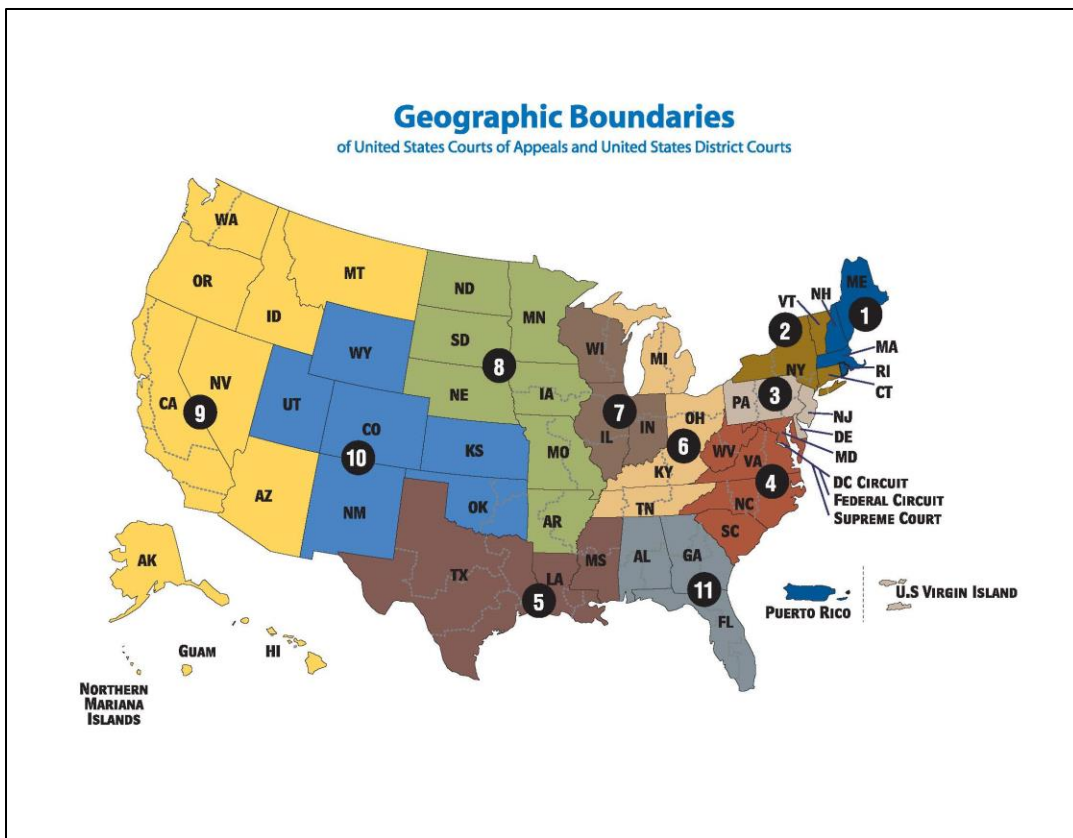 Geographic Boundaries
of United States Courts of Appeals and United States District Courts
WA
OR
MT
ID
ND
MN
SD
8
WY
NE
IA
WI
MI
VT
NH
ME
1
2
MA
RI
CT
NY
PA
3
NJ
DE
MD
DC CIRCUIT
FEDERAL CIRCUIT
SUPREME COURT
NV
CA
9
UT
CO
10
KS
MO
7
IL
IN
OH
6
KY
WV
VA
4
NC
SC
TN
AZ
NM
OK
AR
TX
LA
5
MS
AL
GA
11
FL
AK
HI
GUAM
NORTHERN
MARIANA
ISLANDS
PUERTO RICO
U.S VIRGIN ISLAND